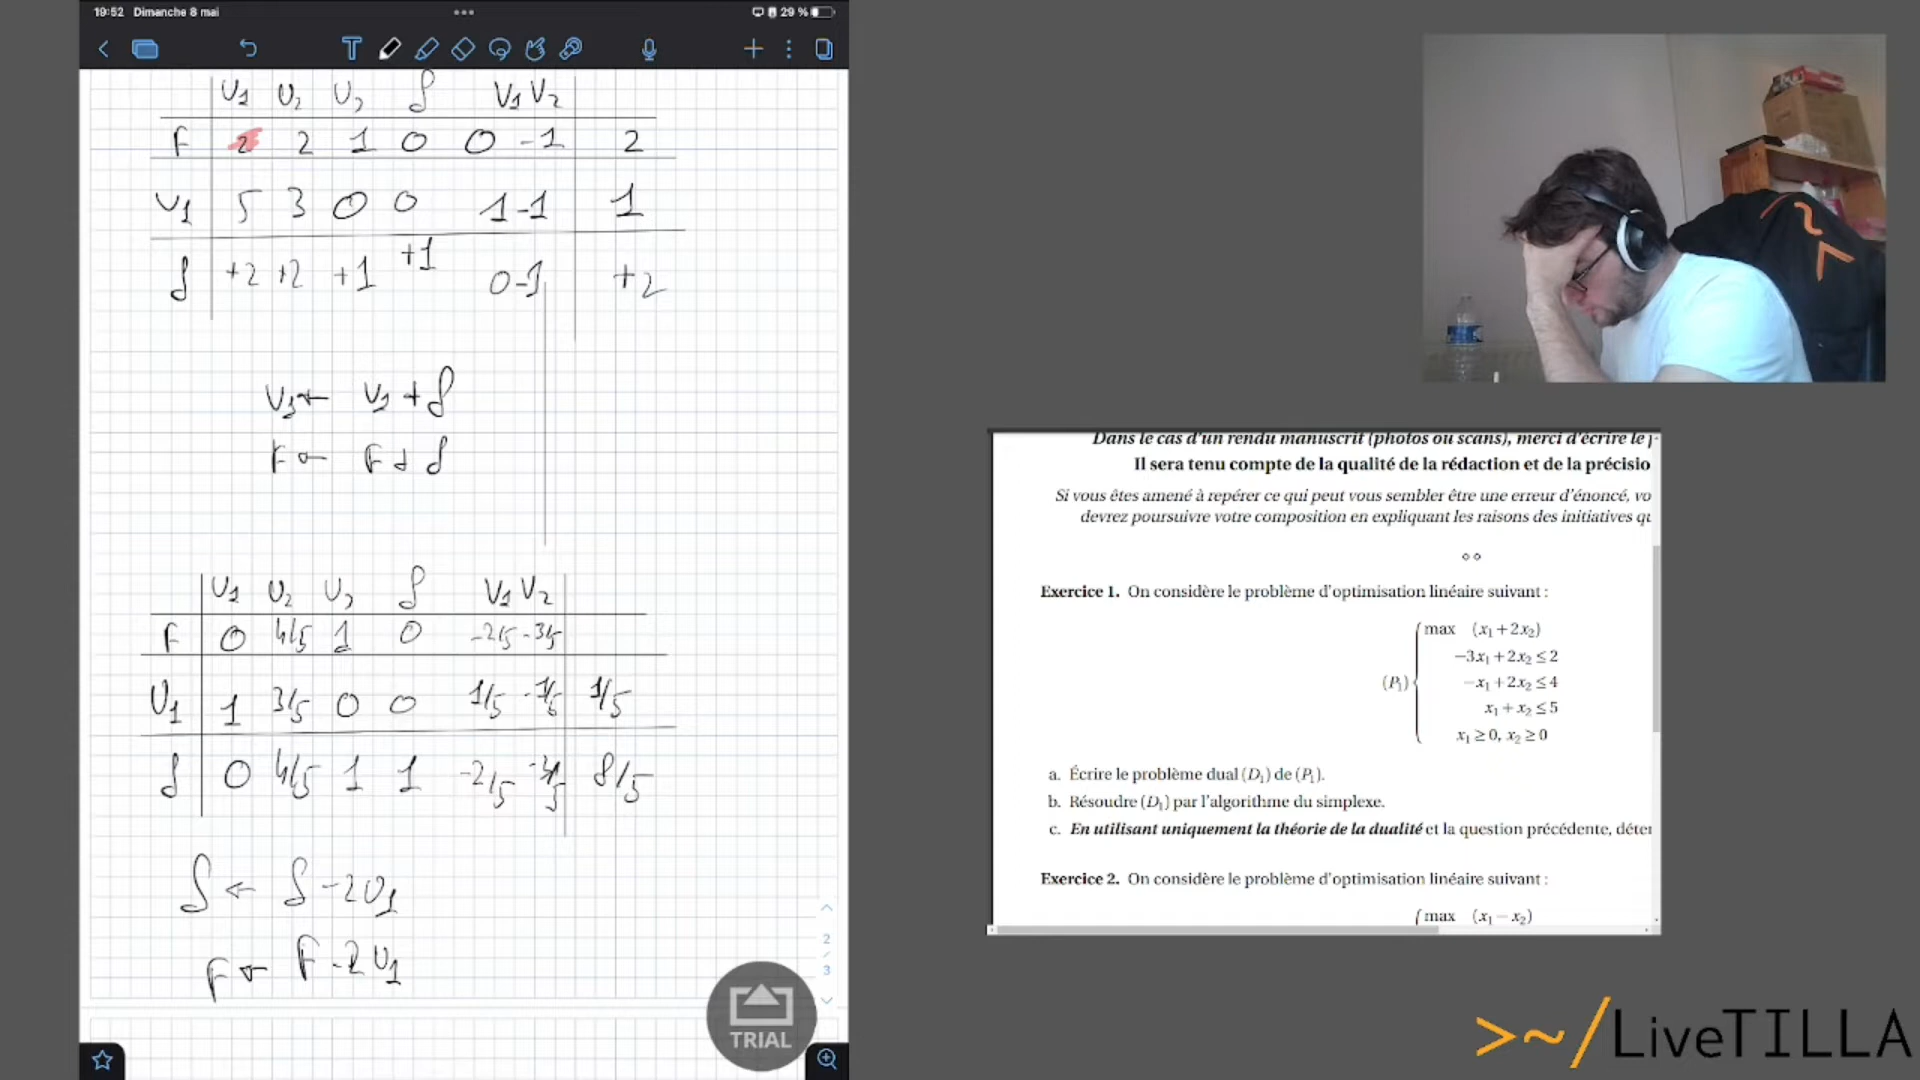 19:52 Dimanche 8 mai
29 %
U1 U2 U3 f V1 V2
F 2 2 1 0 0 -1 2
U1 5 3 0 0 1 -1 1
f +2 +2 +1 +1 0 -1 +2
F ← F + f
U1 U2 U3 f V1 V2
F 0 4/5 1 0 -2/5 -3/5
U1 1 3/5 0 0 1/5 1/5
f 0 4/5 1 1 -2/5 8/5
f ← f - 2U1
F ← F - 2U1
2
3
TRIAL
Dans le cas d'un rendu manuscrit (photos ou scans), merci d'écrire le
Il sera tenu compte de la qualité de la rédaction et de la précisio
Si vous êtes amené à repérer ce qui peut vous sembler être une erreur d'énoncé, vo
devrez poursuivre votre composition en expliquant les raisons des initiatives qu
◇◇
Exercice 1. On considère le problème d'optimisation linéaire suivant :
max (x₁ + 2x₂)
−3x₁ + 2x₂ ≤ 2
(P₁) −x₁ + 2x₂ ≤ 4
x₁ + x₂ ≤ 5
x₁ ≥ 0, x₂ ≥ 0
a. Écrire le problème dual (D₁) de (P₁).
b. Résoudre (D₁) par l'algorithme du simplexe.
c. En utilisant uniquement la théorie de la dualité et la question précédente, déter
Exercice 2. On considère le problème d'optimisation linéaire suivant :
max (x₁ − x₂)
>~/LiveTILLA